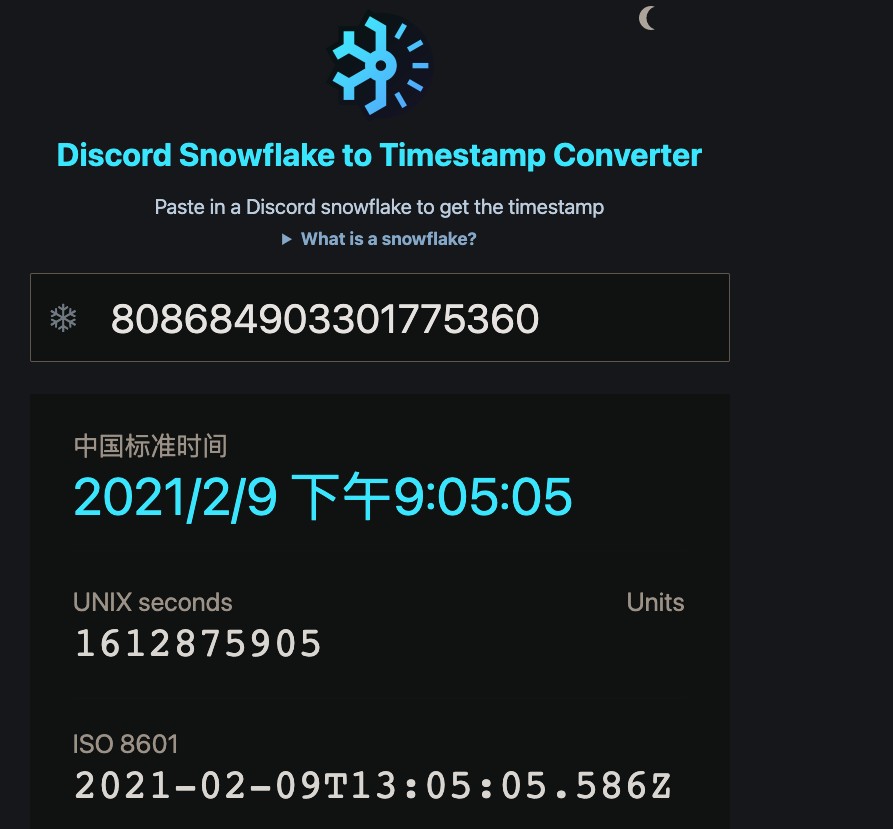 Discord Snowflake to Timestamp Converter
Paste in a Discord snowflake to get the timestamp
What is a snowflake?
808684903301775360
中国标准时间
2021/2/9 下午9:05:05
UNIX seconds Units
1612875905
ISO 8601
2021-02-09T13:05:05.586Z